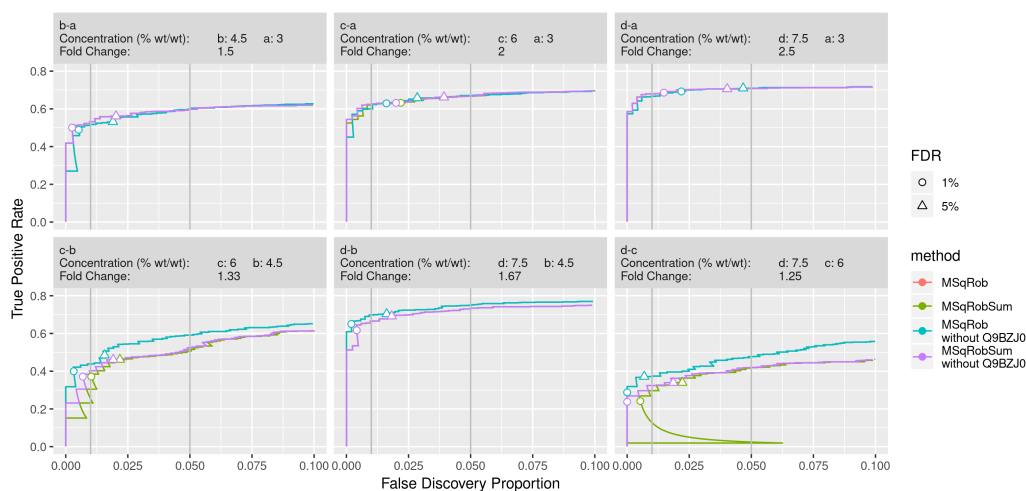 b-a
Concentration (% wt/wt): b: 4.5 a: 3
Fold Change: 1.5
c-a
Concentration (% wt/wt): c: 6 a: 3
Fold Change: 2
d-a
Concentration (% wt/wt): d: 7.5 a: 3
Fold Change: 2.5
0.8
0.6
0.4
0.2
0.0
c-b
Concentration (% wt/wt): c: 6 b: 4.5
Fold Change: 1.33
d-b
Concentration (% wt/wt): d: 7.5 b: 4.5
Fold Change: 1.67
d-c
Concentration (% wt/wt): d: 7.5 c: 6
Fold Change: 1.25
0.8
0.6
0.4
0.2
0.0
True Positive Rate
0.000 0.025 0.050 0.075 0.100 0.000 0.025 0.050 0.075 0.100 0.000 0.025 0.050 0.075 0.100
False Discovery Proportion
FDR
1%
5%
method
MSqRob
MSqRobSum
MSqRob
without Q9BZJ0
MSqRobSum
without Q9BZJ0